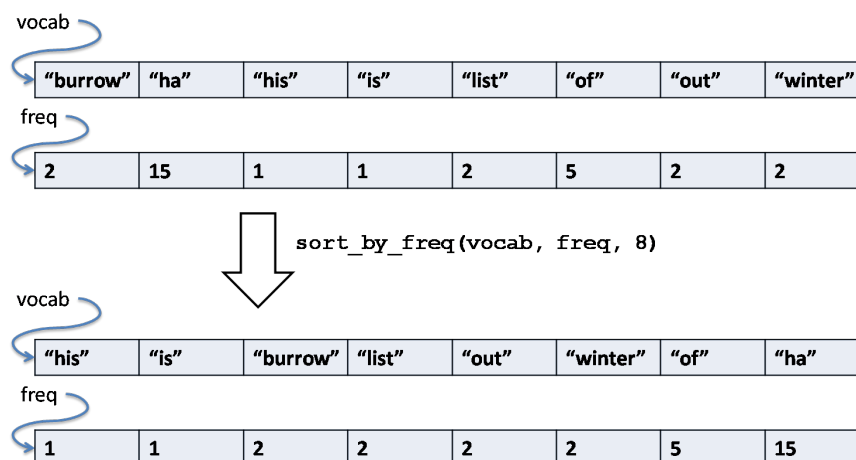 vocab
“burrow” “ha” “his” “is” “list” “of” “out” “winter”
freq
2 15 1 1 2 5 2 2
sort_by_freq(vocab, freq, 8)
vocab
“his” “is” “burrow” “list” “out” “winter” “of” “ha”
freq
1 1 2 2 2 2 5 15